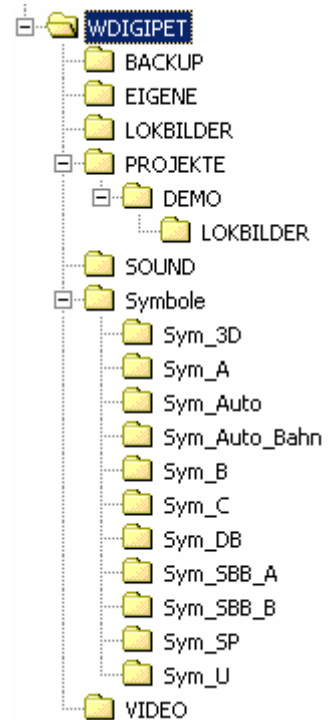 WDIGIPET
BACKUP
EIGENE
LOKBILDER
PROJEKTE
DEMO
LOKBILDER
SOUND
Symbole
Sym_3D
Sym_A
Sym_Auto
Sym_Auto_Bahn
Sym_B
Sym_C
Sym_DB
Sym_SBB_A
Sym_SBB_B
Sym_SP
Sym_U
VIDEO